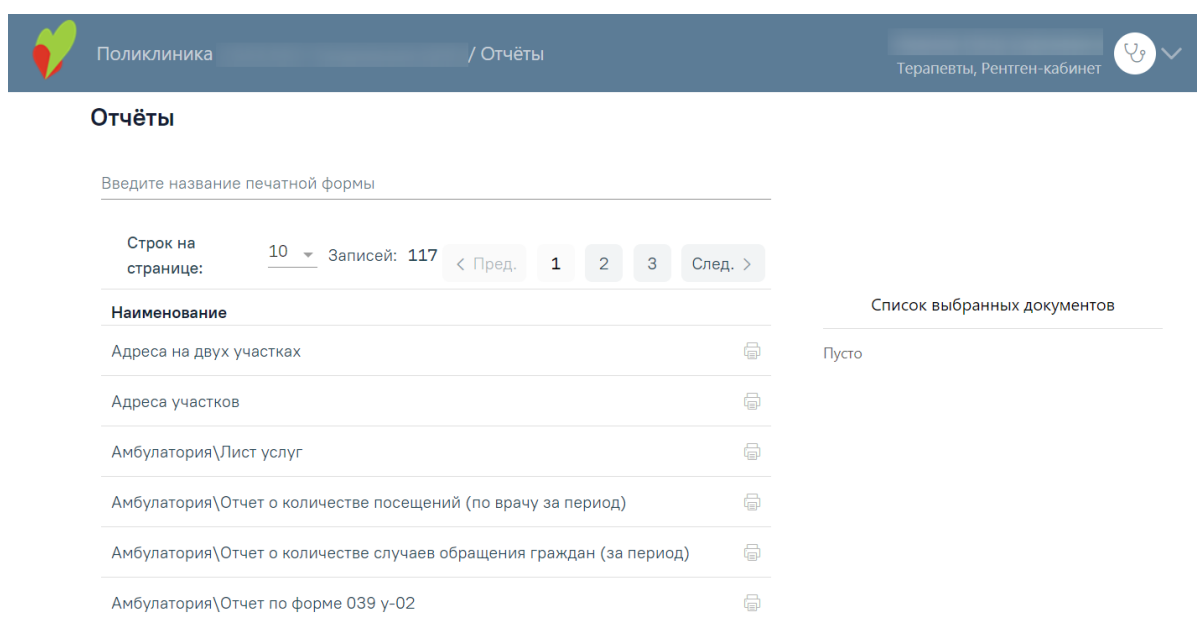 Поликлиника / Отчёты
Терапевты, Рентген-кабинет
Отчёты
Введите название печатной формы
Строк на
странице:
10 Записей: 117 < Пред. 1 2 3 След. >
Наименование
Список выбранных документов
Адреса на двух участках
Пусто
Адреса участков
Амбулатория\Лист услуг
Амбулатория\Отчет о количестве посещений (по врачу за период)
Амбулатория\Отчет о количестве случаев обращения граждан (за период)
Амбулатория\Отчет по форме 039 у-02